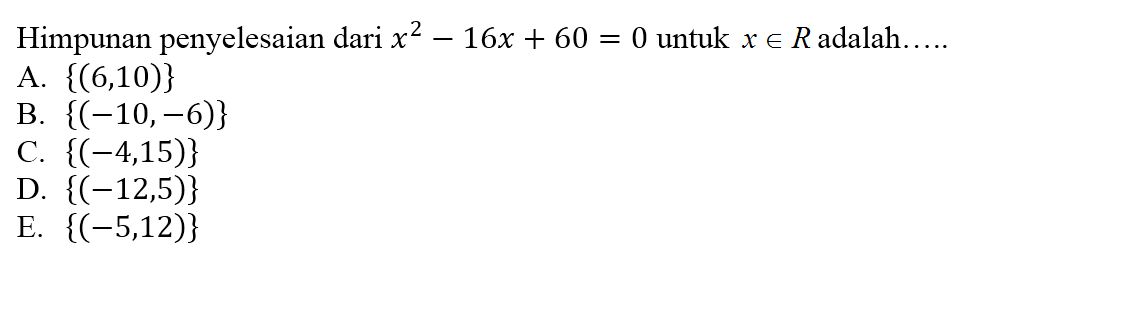 Himpunan penyelesaian dari x² − 16x + 60 = 0 untuk x ∈ R adalah.....
A. {(6,10)}
B. {(−10, −6)}
C. {(−4,15)}
D. {(−12,5)}
E. {(−5,12)}